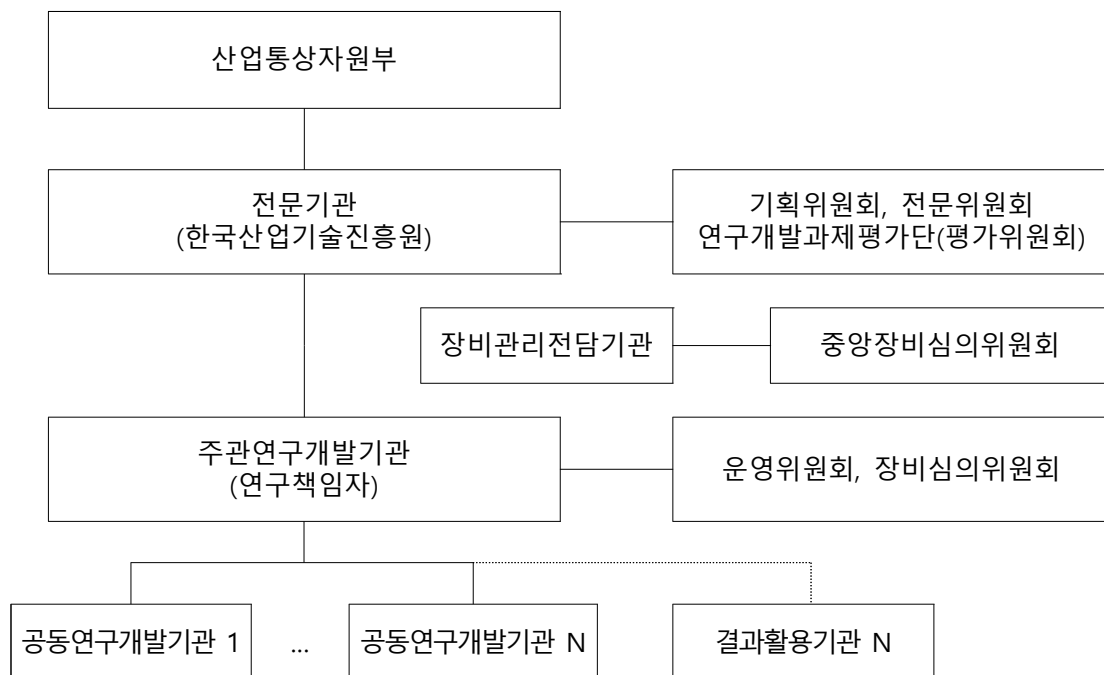 산업통상자원부
전문기관
(한국산업기술진흥원)
기획위원회, 전문위원회
연구개발과제평가단(평가위원회)
장비관리전담기관
중앙장비심의위원회
주관연구개발기관
(연구책임자)
운영위원회, 장비심의위원회
공동연구개발기관 1
...
공동연구개발기관 N
결과활용기관 N